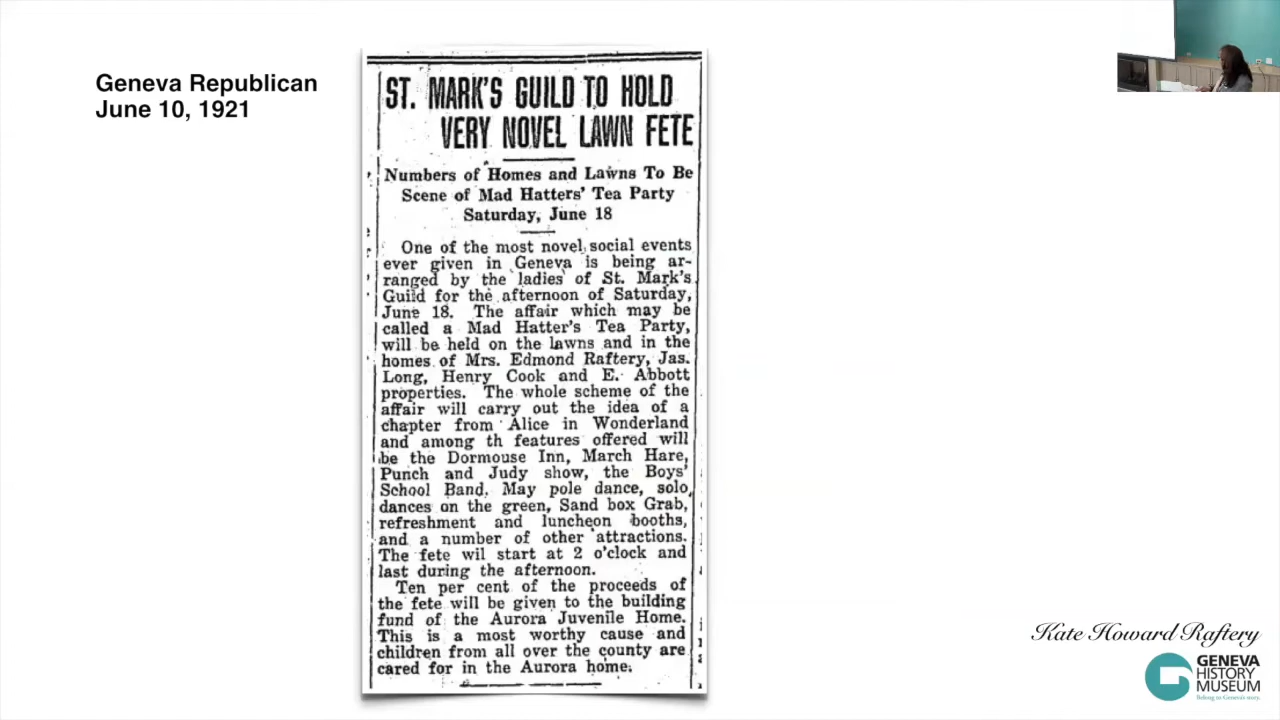 Geneva Republican
June 10, 1921
ST. MARK'S GUILD TO HOLD
VERY NOVEL LAWN FETE
Numbers of Homes and Lawns To Be
Scene of Mad Hatters' Tea Party
Saturday, June 18
One of the most novel social events
ever given in Geneva is being ar-
ranged by the ladies of St. Mark's
Guild for the afternoon of Saturday,
June 18. The affair which may be
called a Mad Hatter's Tea Party,
will be held on the lawns and in the
homes of Mrs. Edmond Raftery, Jas.
Long, Henry Cook and E. Abbott
properties. The whole scheme of the
affair will carry out the idea of a
chapter from Alice in Wonderland
and among th features offered will
be the Dormouse Inn, March Hare,
Punch and Judy show, the Boys'
School Band, May pole dance, solo
dances on the green, Sand box Grab,
refreshment and luncheon booths,
and a number of other attractions.
The fete wil start at 2 o'clock and
last during the afternoon.
Ten per cent of the proceeds of
the fete will be given to the building
fund of the Aurora Juvenile Home.
This is a most worthy cause and
children from all over the county are
cared for in the Aurora home.
Kate Howard Raftery
GENEVA
HISTORY
MUSEUM
Belong to Geneva's story.